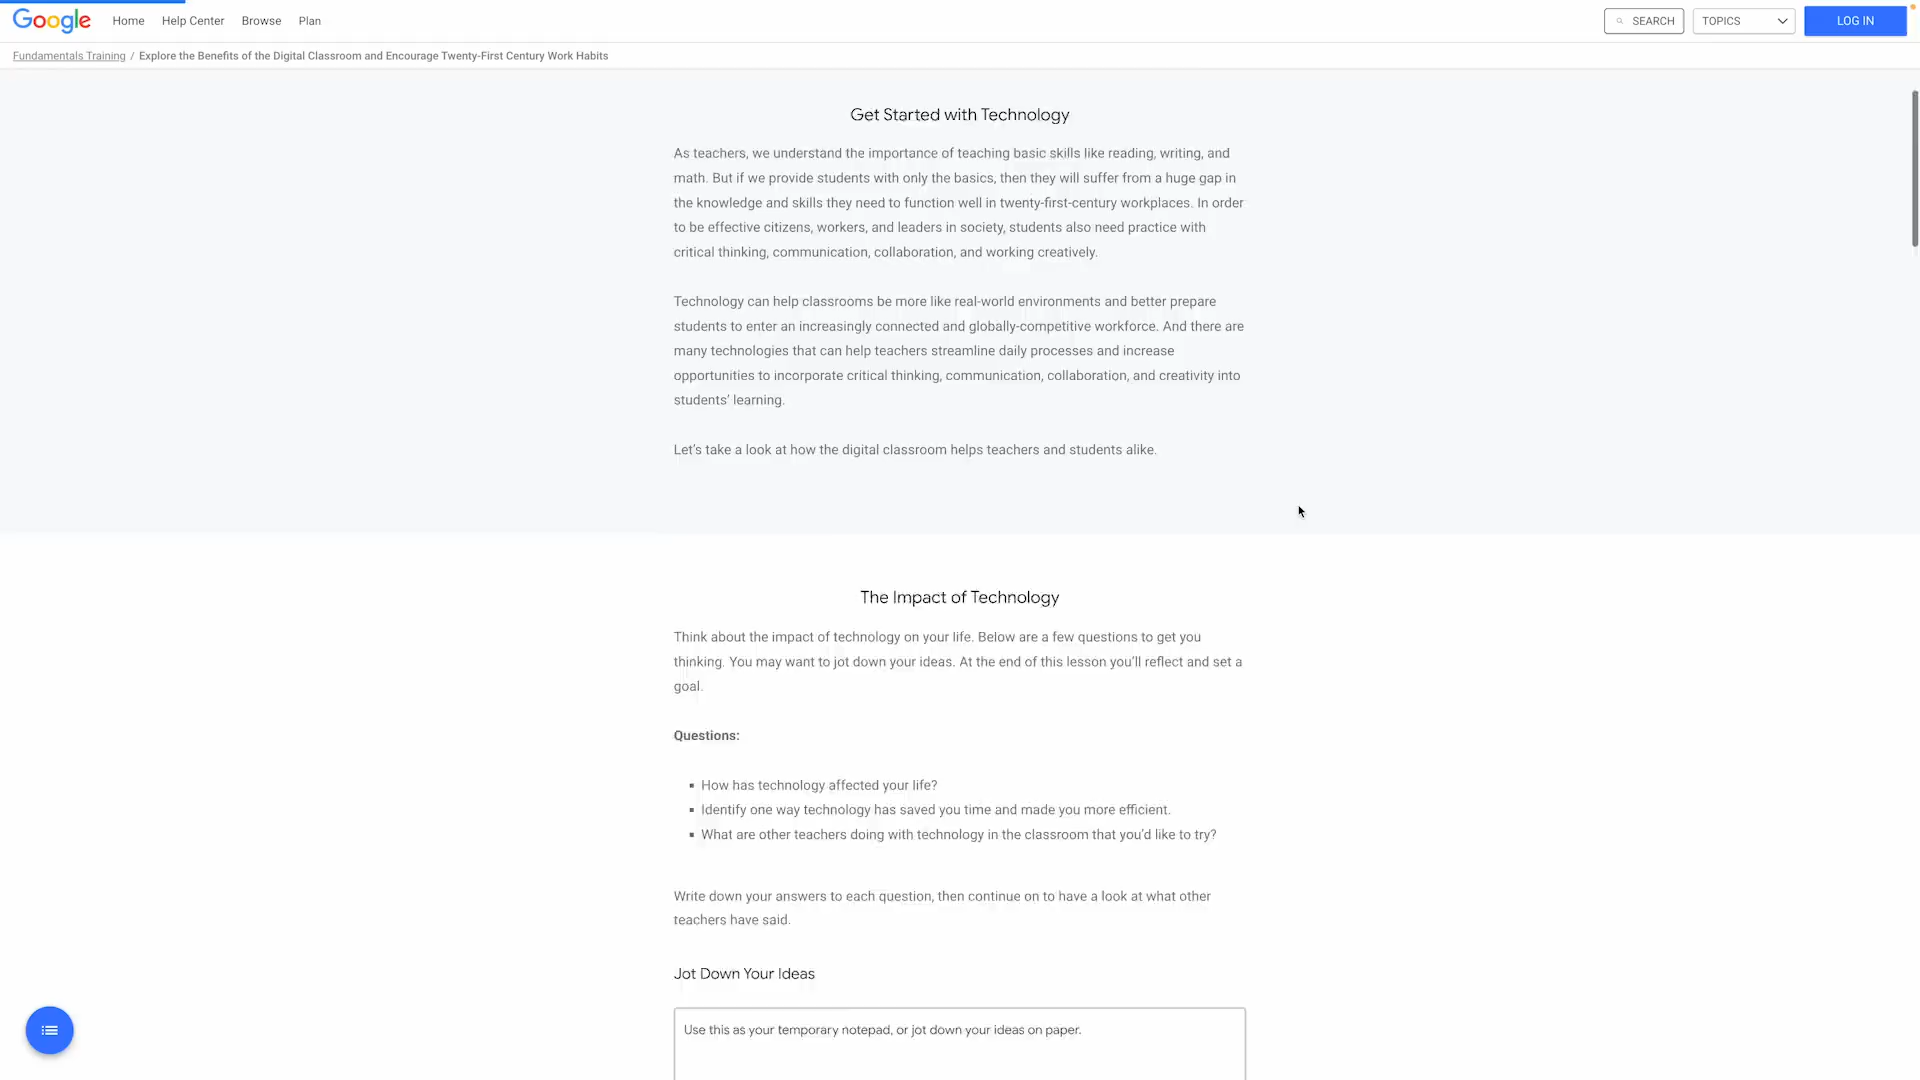 Google Home Help Center Browse Plan SEARCH TOPICS LOG IN
Fundamentals Training / Explore the Benefits of the Digital Classroom and Encourage Twenty-First Century Work Habits
Get Started with Technology
As teachers, we understand the importance of teaching basic skills like reading, writing, and
math. But if we provide students with only the basics, then they will suffer from a huge gap in
the knowledge and skills they need to function well in twenty-first-century workplaces. In order
to be effective citizens, workers, and leaders in society, students also need practice with
critical thinking, communication, collaboration, and working creatively.
Technology can help classrooms be more like real-world environments and better prepare
students to enter an increasingly connected and globally-competitive workforce. And there are
many technologies that can help teachers streamline daily processes and increase
opportunities to incorporate critical thinking, communication, collaboration, and creativity into
students’ learning.
Let’s take a look at how the digital classroom helps teachers and students alike.
The Impact of Technology
Think about the impact of technology on your life. Below are a few questions to get you
thinking. You may want to jot down your ideas. At the end of this lesson you’ll reflect and set a
goal.
Questions:
▪ How has technology affected your life?
▪ Identify one way technology has saved you time and made you more efficient.
▪ What are other teachers doing with technology in the classroom that you’d like to try?
Write down your answers to each question, then continue on to have a look at what other
teachers have said.
Jot Down Your Ideas
Use this as your temporary notepad, or jot down your ideas on paper.